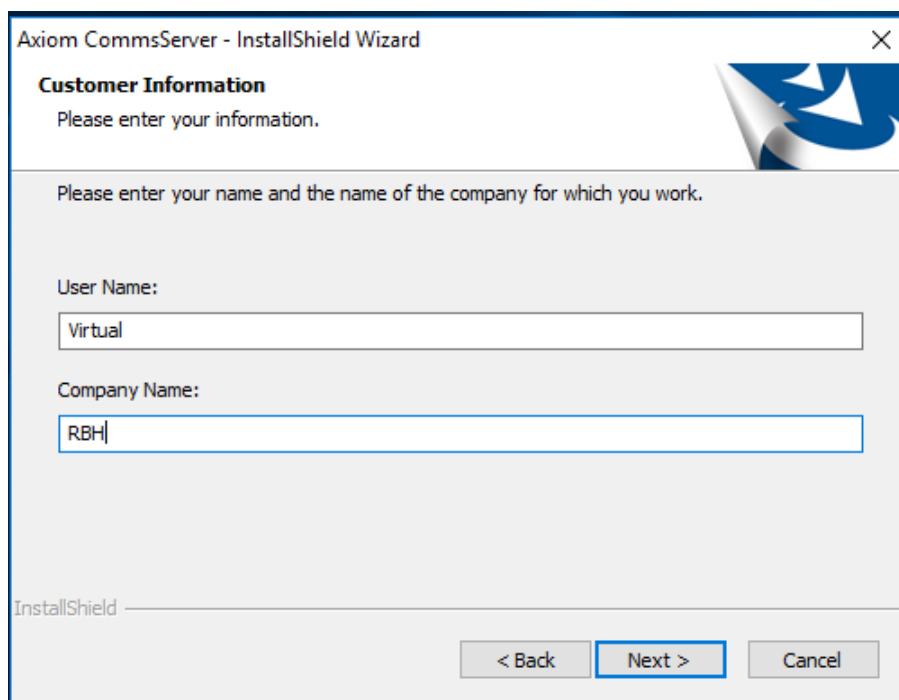 Axiom CommsServer - InstallShield Wizard
Customer Information
Please enter your information.
Please enter your name and the name of the company for which you work.
User Name:
Virtual
Company Name:
RBH
InstallShield
< Back Next > Cancel